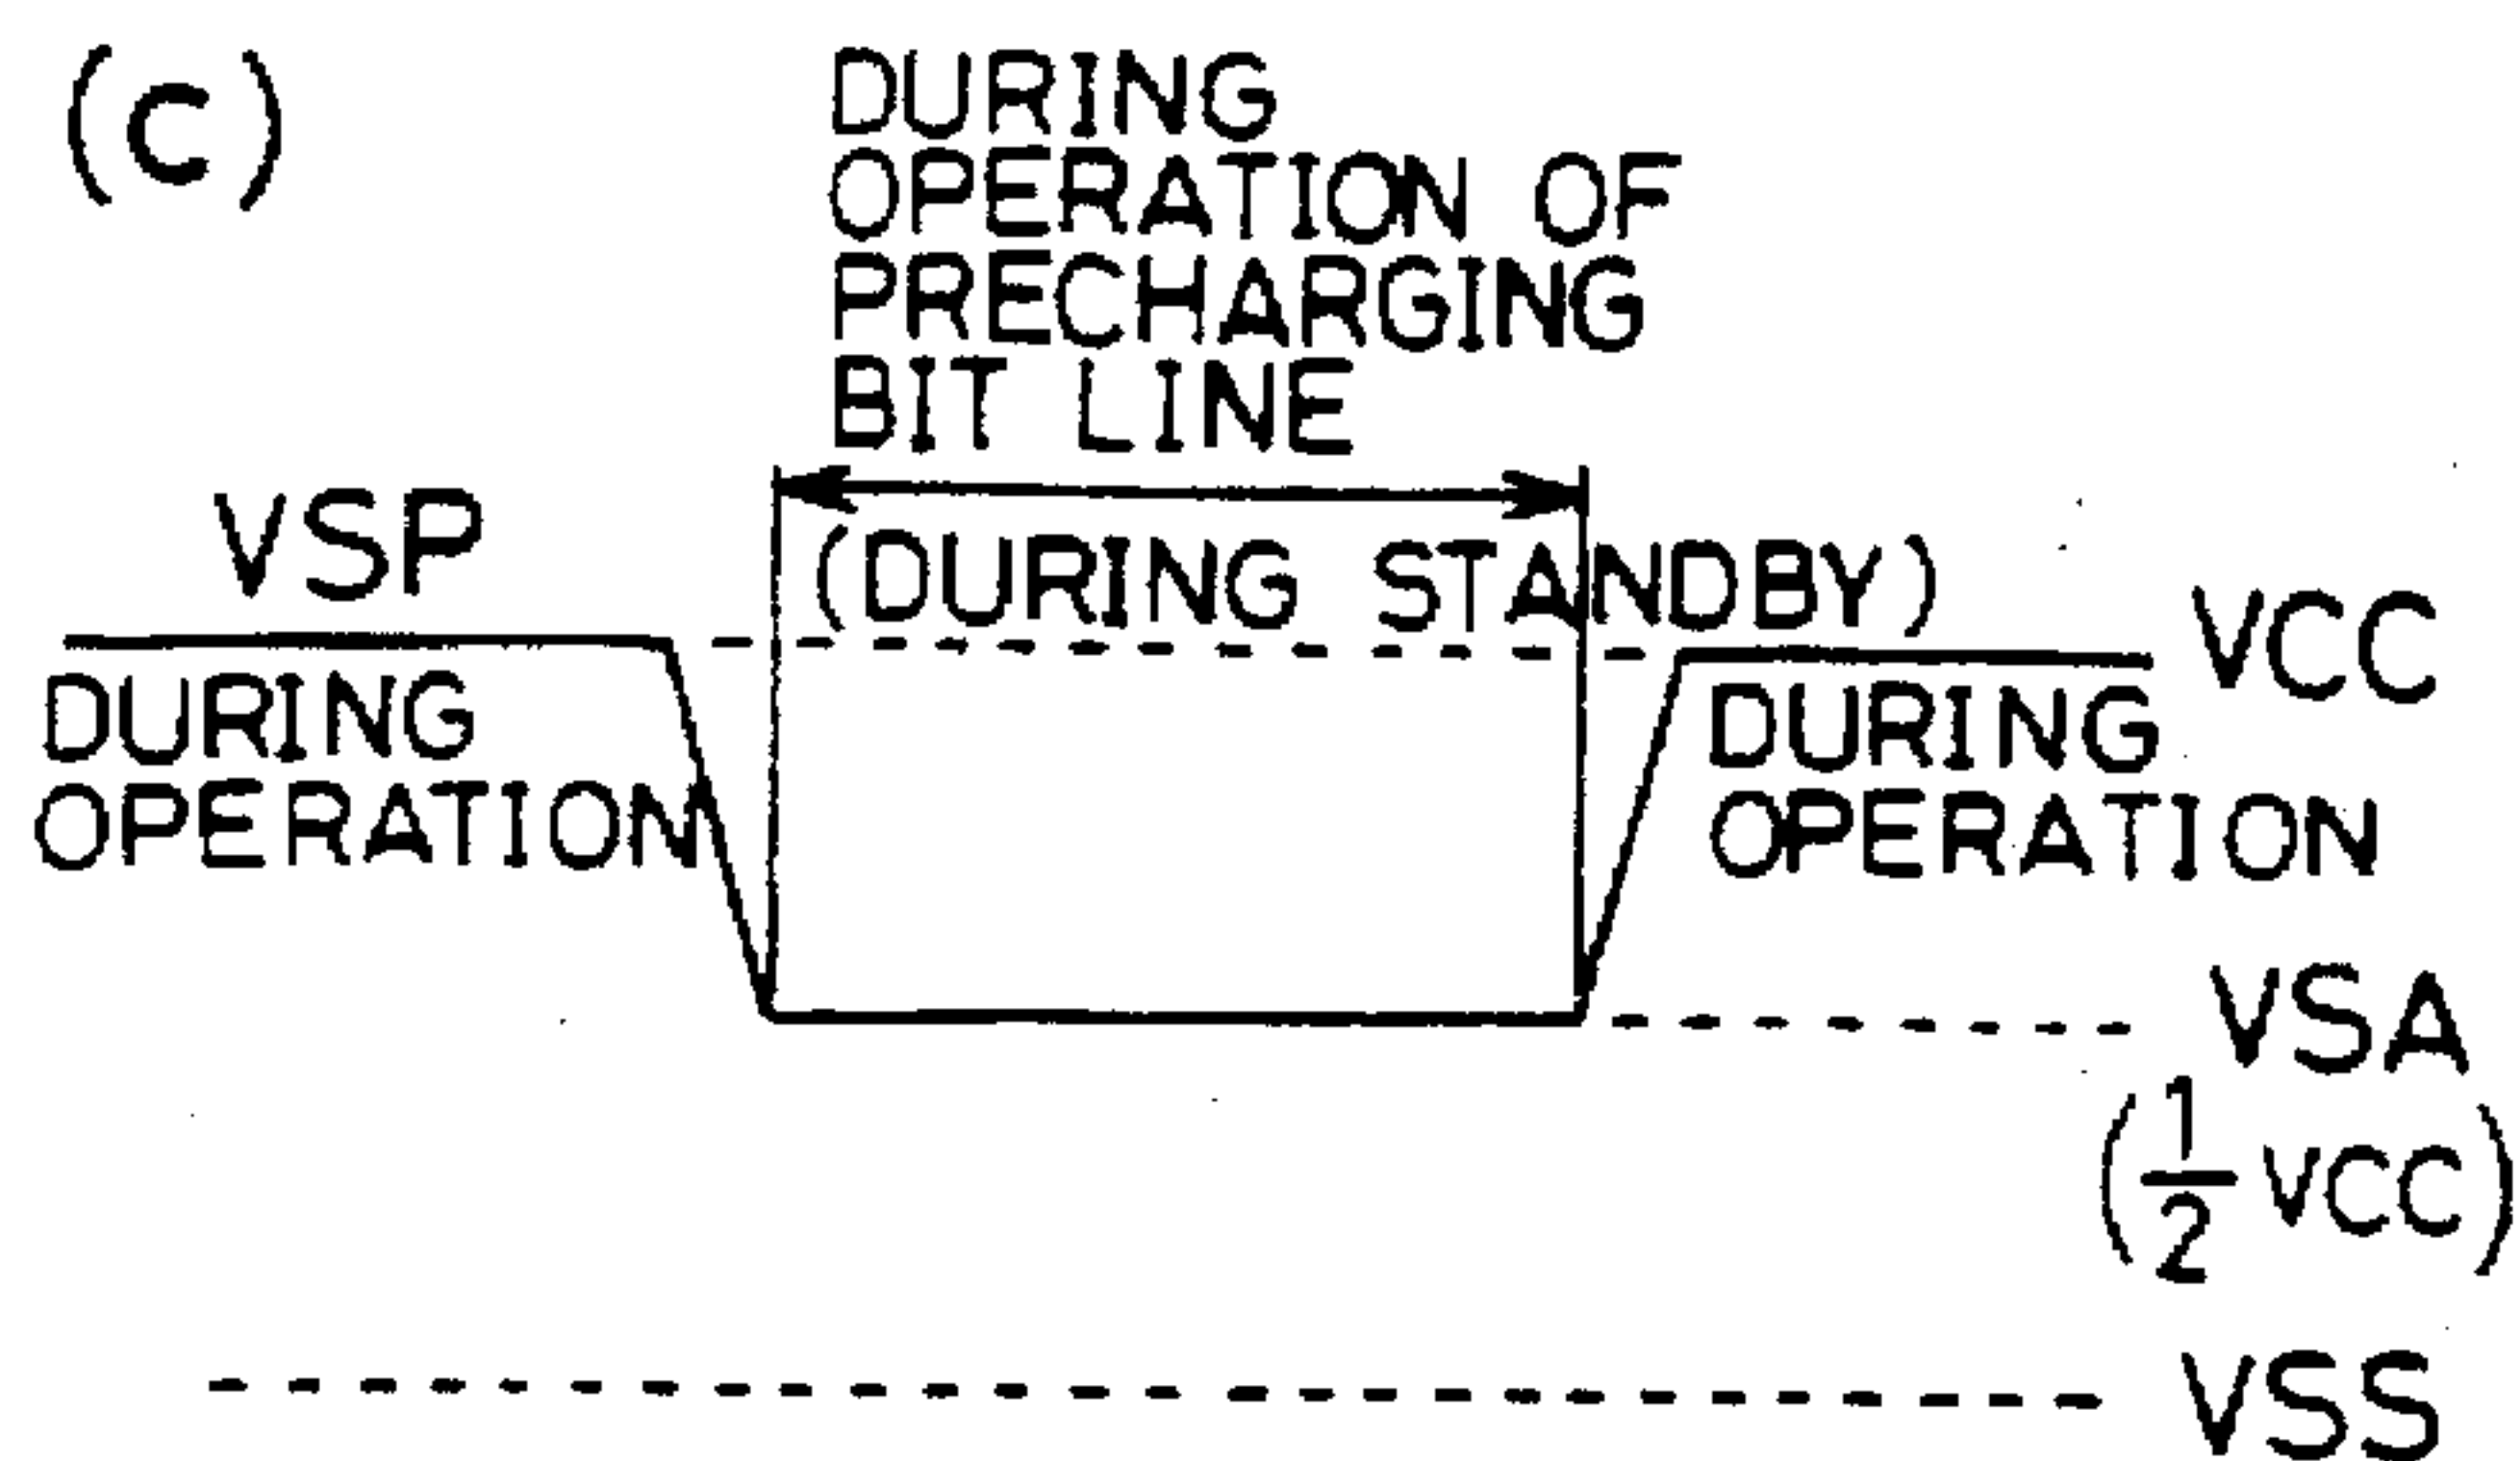 (C)
DURING
OPERATION OF
PRECHARGING
BIT LINE
VSP
(DURING STANDBY)
VCC
DURING
OPERATION
DURING
OPERATION
VSA
(1/2 VCC)
VSS